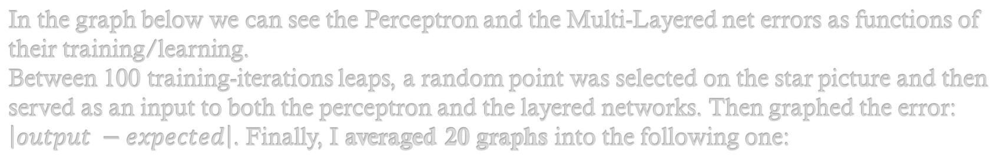 In the graph below we can see the Perceptron and the Multi-Layered net errors as functions of
their training/learning.
Between 100 training-iterations leaps, a random point was selected on the star picture and then
served as an input to both the perceptron and the layered networks. Then graphed the error:
|output − expected|. Finally, I averaged 20 graphs into the following one: